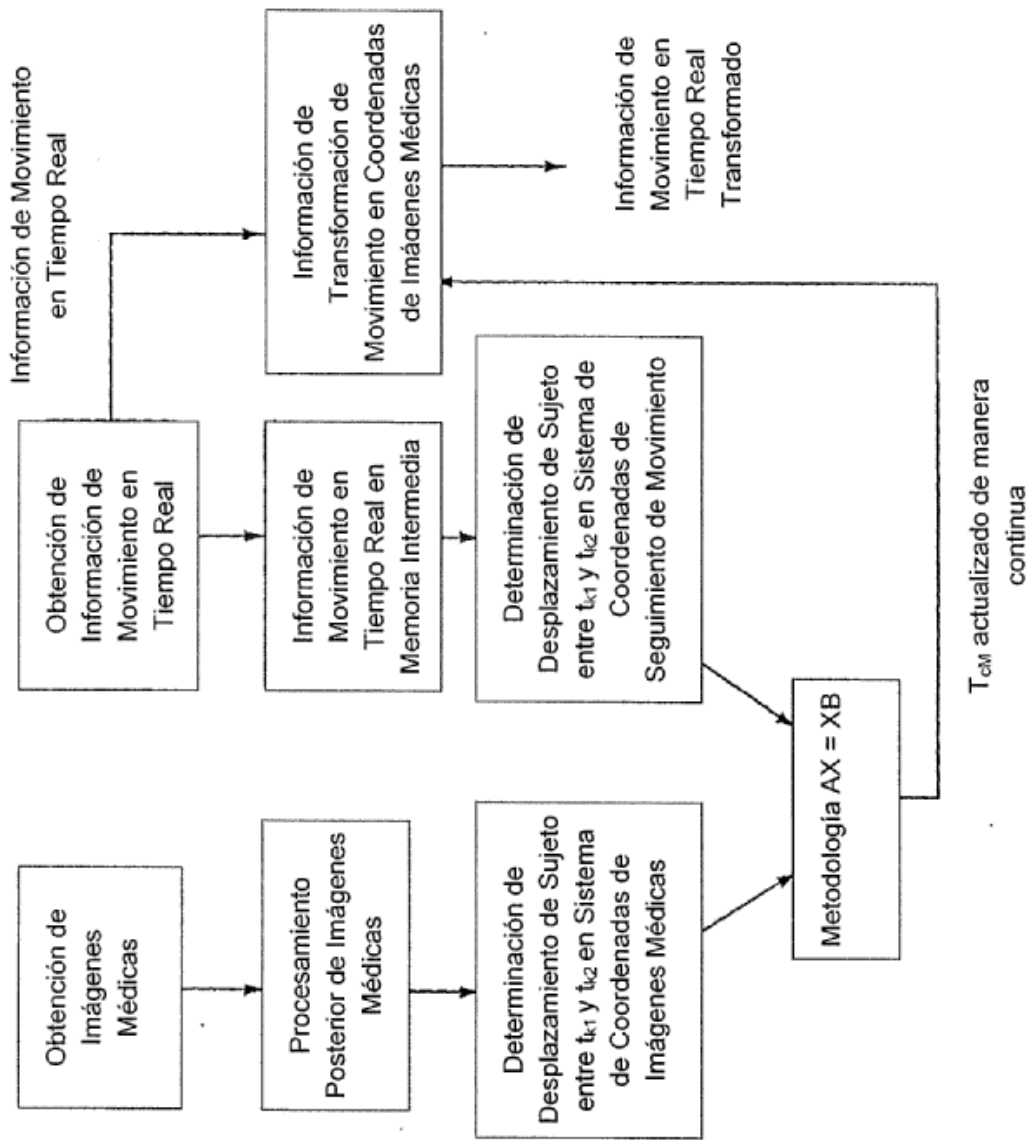 Obtención de
Imágenes
Médicas
Procesamiento
Posterior de Imágenes
Médicas
Determinación de
Desplazamiento de Sujeto
entre tk1 y tk2 en Sistema
de Coordenadas de
Imágenes Médicas
Obtención de
Información de
Movimiento en
Tiempo Real
Información de
Movimiento en
Tiempo Real en
Memoria Intermedia
Determinación de
Desplazamiento de Sujeto
entre tk1 y tk2 en Sistema de
Coordenadas de
Seguimiento de Movimiento
Metodología AX = XB
Información de Movimiento
en Tiempo Real
Información de
Transformación de
Movimiento en Coordenadas
de Imágenes Médicas
Información de
Movimiento en
Tiempo Real
Transformado
TcM actualizado de manera
continua